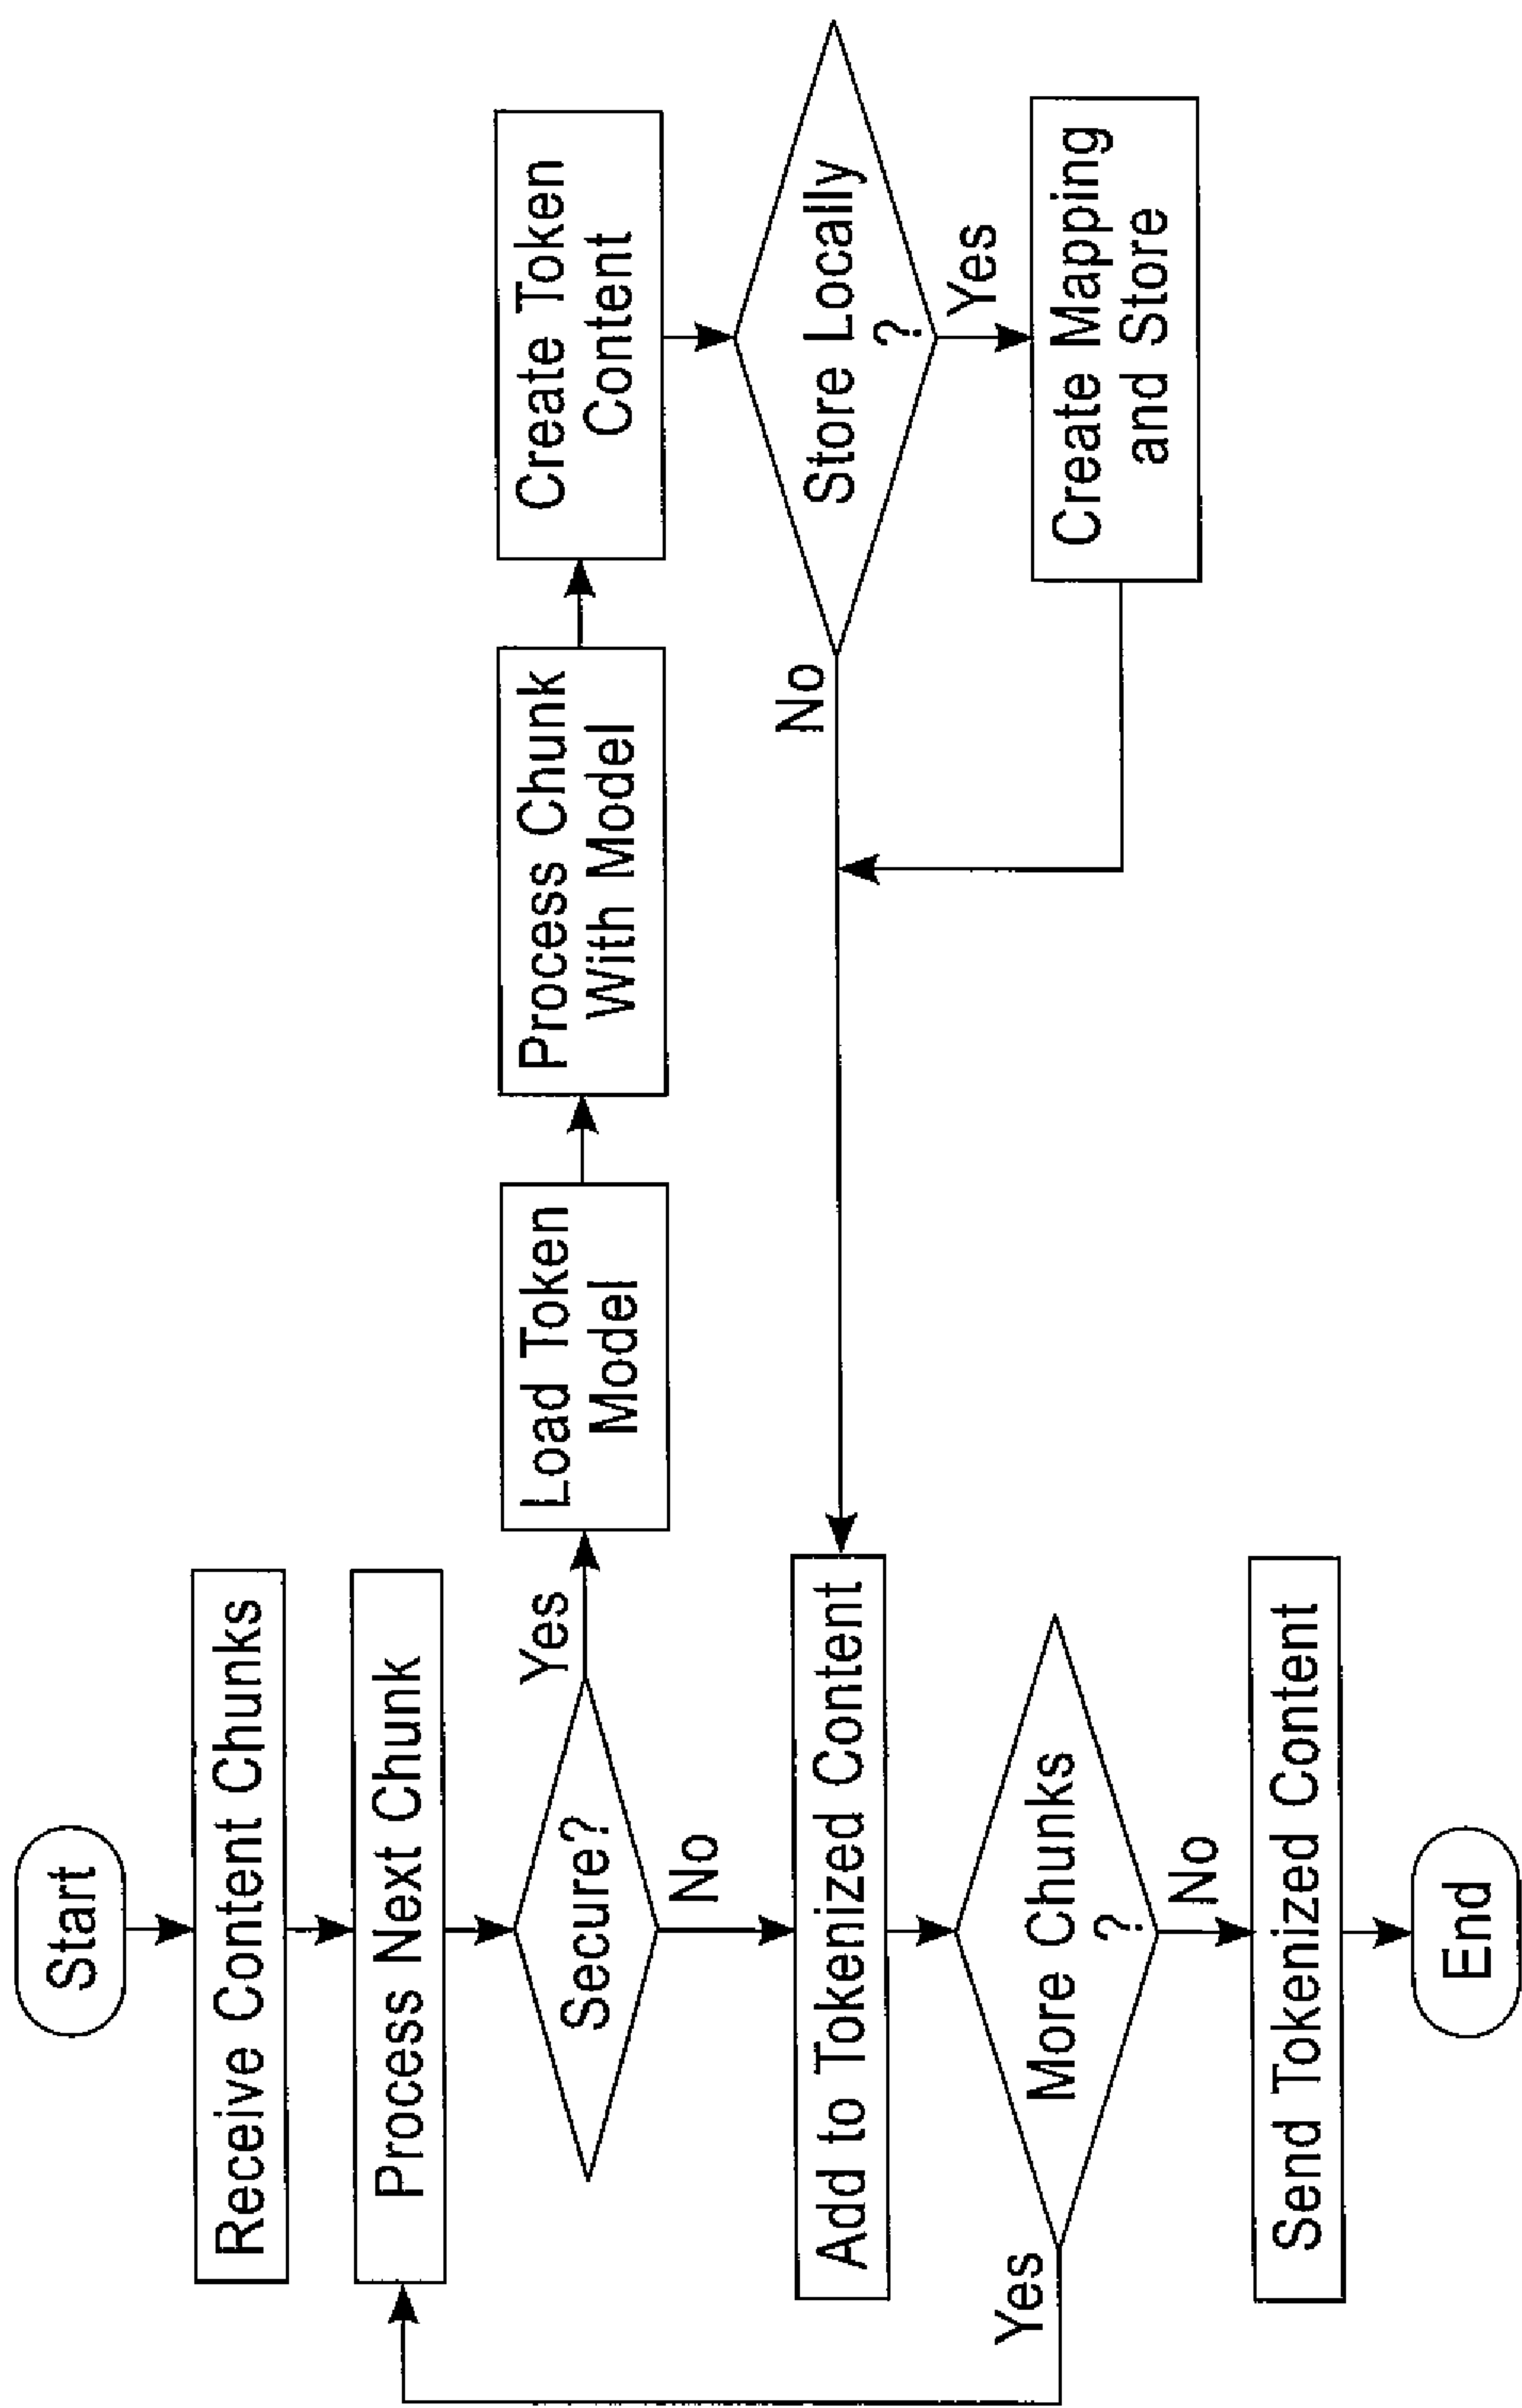 Start
Receive Content Chunks
Process Next Chunk
Secure?
Yes
No
Load Token
Model
Process Chunk
With Model
Create Token
Content
Store Locally
?
No
Yes
Create Mapping
and Store
Add to Tokenized Content
More Chunks
?
Yes
No
Send Tokenized Content
End